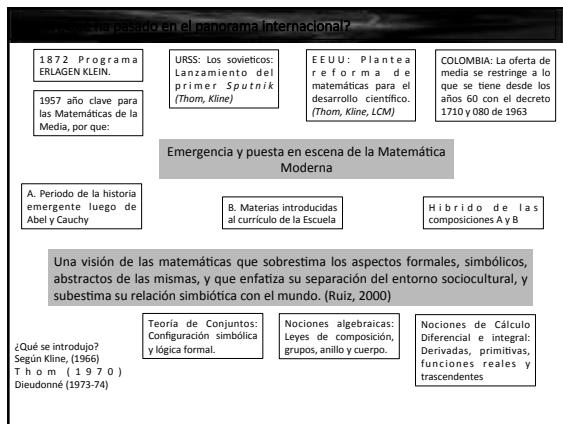 ha pasado en el panorama internacional?
1872 Programa
ERLAGEN KLEIN.
1957 año clave para
las Matemáticas de la
Media, por que:
URSS: Los sovieticos:
Lanzamiento del
primer Sputnik
(Thom, Kline)
EEUU: Plantea
reforma de
matemáticas para el
desarrollo científico.
(Thom, Kline, LCM)
COLOMBIA: La oferta de
media se restringe a lo
que se tiene desde los
años 60 con el decreto
1710 y 080 de 1963
Emergencia y puesta en escena de la Matemática
Moderna
A. Periodo de la historia
emergente luego de
Abel y Cauchy
B. Materias introducidas
al currículo de la Escuela
Hibrido de las
composiciones A y B
Una visión de las matemáticas que sobrestima los aspectos formales, simbólicos,
abstractos de las mismas, y que enfatiza su separación del entorno sociocultural, y
subestima su relación simbiótica con el mundo. (Ruiz, 2000)
¿Qué se introdujo?
Según Kline, (1966)
Thom (1970)
Dieudonné (1973-74)
Teoría de Conjuntos:
Configuración simbólica
y lógica formal.
Nociones algebraicas:
Leyes de composición,
grupos, anillo y cuerpo.
Nociones de Cálculo
Diferencial e integral:
Derivadas, primitivas,
funciones reales y
trascendentes